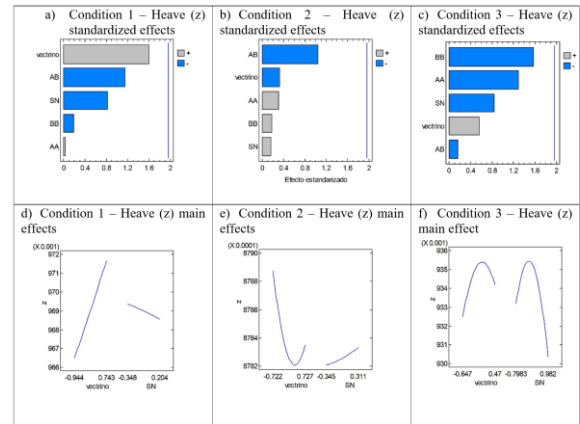 a) Condition 1 – Heave (z) standardized effects
vectrino
AB
SN
BB
AA
+
-
0 0.4 0.8 1.2 1.6 2
b) Condition 2 – Heave (z) standardized effects
AB
vectrino
AA
BB
SN
+
-
0 0.4 0.8 1.2 1.6 2
Efecto estandarizado
c) Condition 3 – Heave (z) standardized effects
BB
AA
SN
vectrino
AB
+
-
0 0.4 0.8 1.2 1.6 2
d) Condition 1 – Heave (z) main effects
(X 0.001)
972
971
970
969
968
967
966
z
-0.944 0.743 -0.348 0.204
vectrino SN
e) Condition 2 – Heave (z) main effects
(X 0.0001)
8790
8788
8786
8784
8782
z
-0.722 0.727 -0.345 0.311
vectrino SN
f) Condition 3 – Heave (z) main effect
(X 0.001)
936
935
934
933
932
931
930
z
-0.647 0.47 -0.7983 0.982
vectrino SN